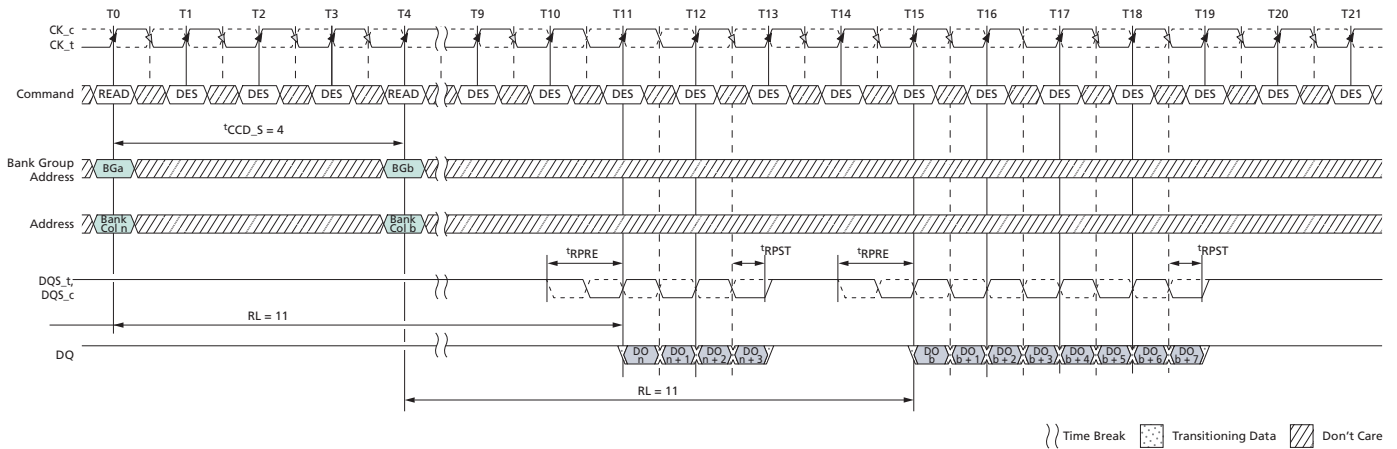 T0 T1 T2 T3 T4 T9 T10 T11 T12 T13 T14 T15 T16 T17 T18 T19 T20 T21
CK_c
CK_t
Command READ DES DES DES READ DES DES DES DES DES DES DES DES DES DES DES DES DES
tCCD_S = 4
Bank Group
Address
BGa BGb
Address
Bank
Col n
Bank
Col b
tRPRE tRPST tRPRE tRPST
DQS_t,
DQS_c
RL = 11
DQ
DO
n
DO
n + 1
DO
n + 2
DO
n + 3
DO
b
DO
b + 1
DO
b + 2
DO
b + 3
DO
b + 4
DO
b + 5
DO
b + 6
DO
b + 7
RL = 11
Time Break Transitioning Data Don't Care